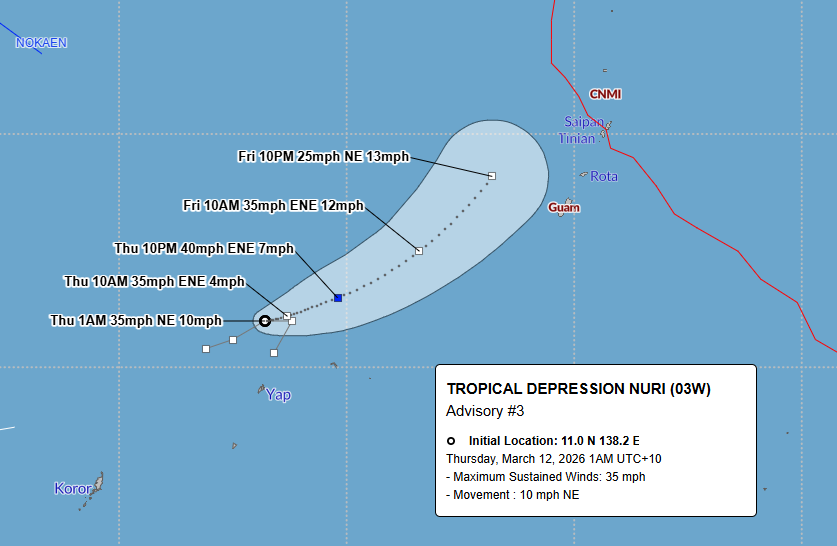 NOKAEN
CNMI
Saipan
Tinian
Fri 10PM 25mph NE 13mph
Rota
Fri 10AM 35mph ENE 12mph
Guam
Thu 10PM 40mph ENE 7mph
Thu 10AM 35mph ENE 4mph
Thu 1AM 35mph NE 10mph
Yap
Koror
TROPICAL DEPRESSION NURI (03W)
Advisory #3
Initial Location: 11.0 N 138.2 E
Thursday, March 12, 2026 1AM UTC+10
- Maximum Sustained Winds: 35 mph
- Movement : 10 mph NE